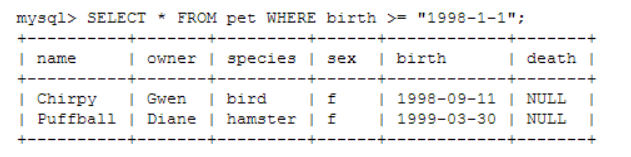 mysql> SELECT * FROM pet WHERE birth >= "1998-1-1";
+----------+-------+---------+------+------------+-------+
| name     | owner | species | sex  | birth      | death |
+----------+-------+---------+------+------------+-------+
| Chirpy   | Gwen  | bird    | f    | 1998-09-11 | NULL  |
| Puffball | Diane | hamster | f    | 1999-03-30 | NULL  |
+----------+-------+---------+------+------------+-------+